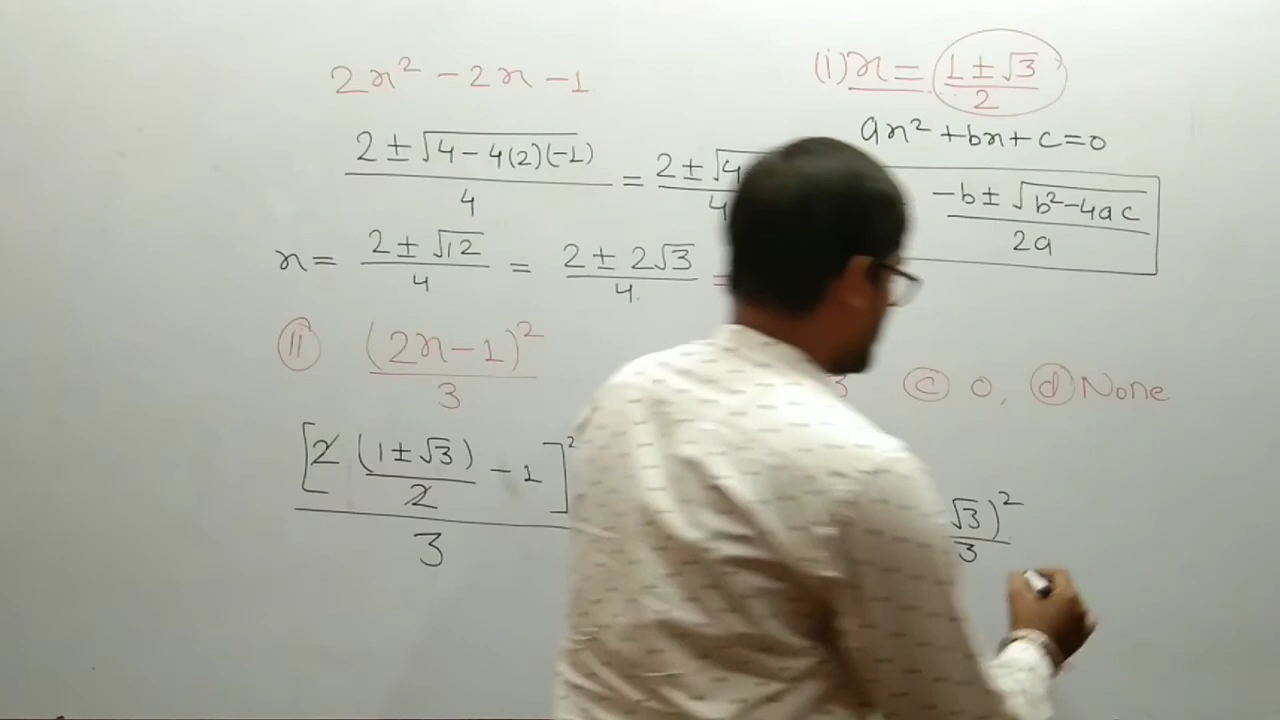 2x² - 2x - 1
(i) x = (1 ± √3)/2
ax² + bx + c = 0
(2 ± √(4 - 4(2)(-1)))/4 = (2 ± √4
(-b ± √(b² - 4ac))/2a
x = (2 ± √12)/4 = (2 ± 2√3)/4 =
(ii) (2x - 1)²/3
3 (c) 0, (d) None
[2(1 ± √3)/2 - 1]²/3
√3)²/3